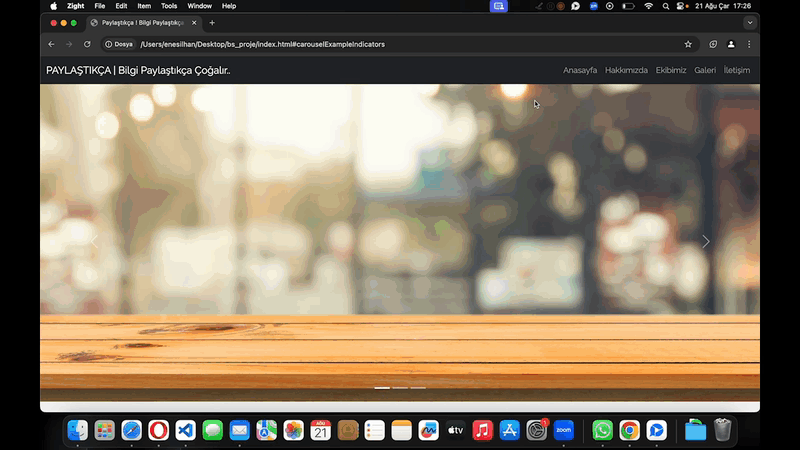 Zight File Edit Item Tools Window Help 21 Ağu Çar 17:26
Paylaştıkça | Bilgi Paylaştıkça
Dosya /Users/enesilhan/Desktop/bs_proje/index.html#carouselExampleIndicators
PAYLAŞTIKÇA | Bilgi Paylaştıkça Çoğalır.. Anasayfa Hakkımızda Ekibimiz Galeri İletişim
AĞU
21
tv
1
zoom